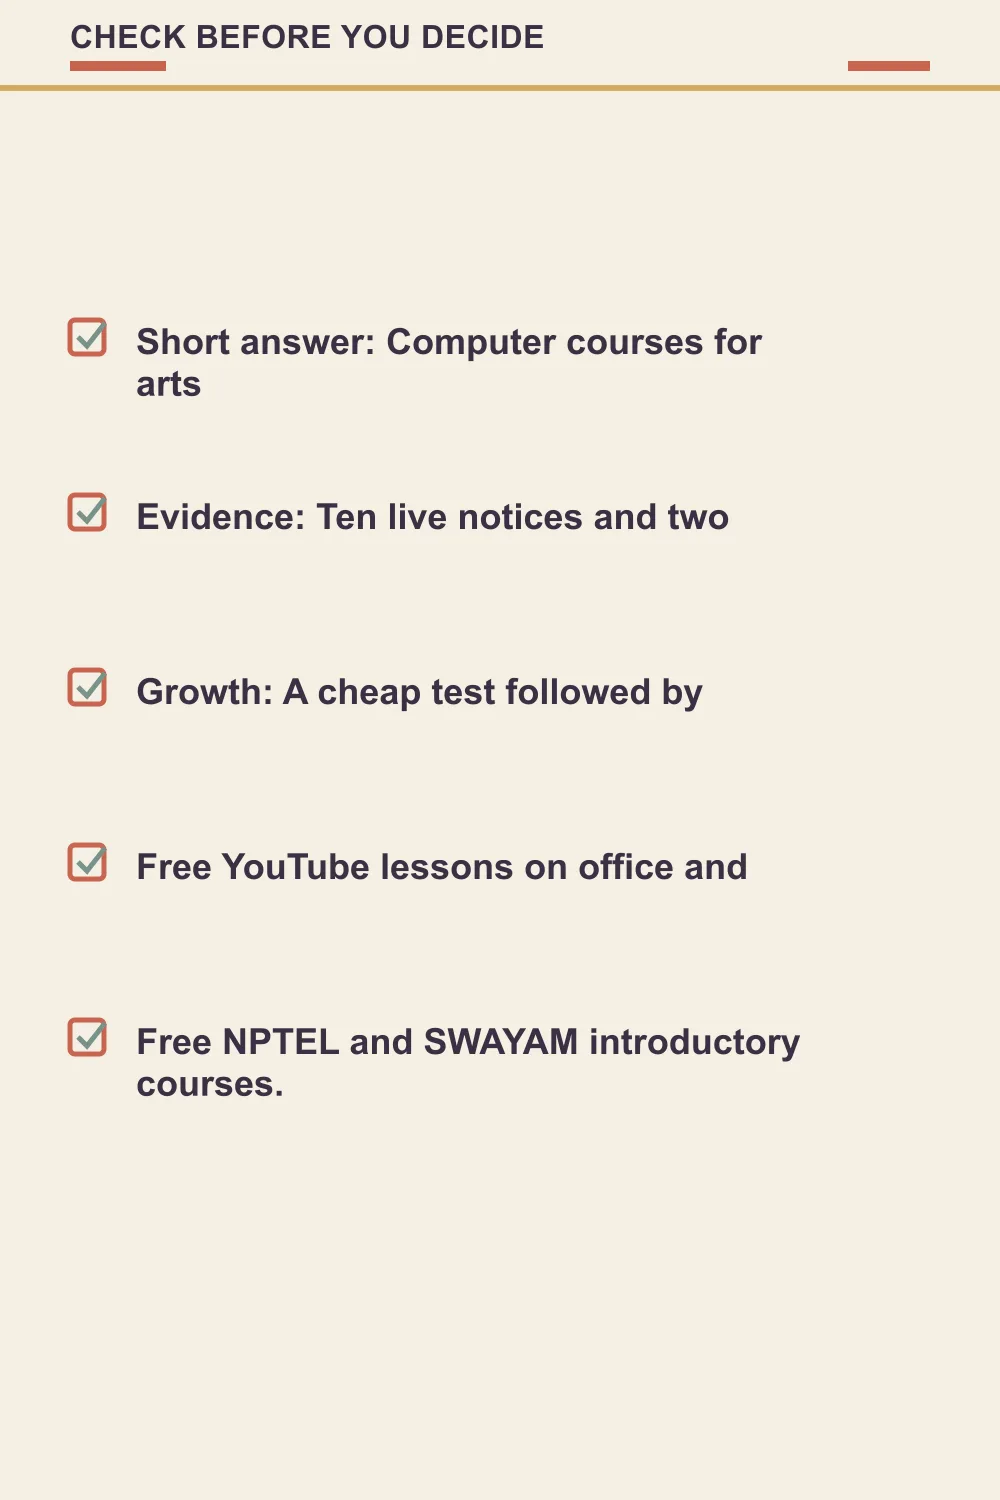 CHECK BEFORE YOU DECIDE
Short answer: Computer courses for
arts
Evidence: Ten live notices and two
Growth: A cheap test followed by
Free YouTube lessons on office and
Free NPTEL and SWAYAM introductory
courses.